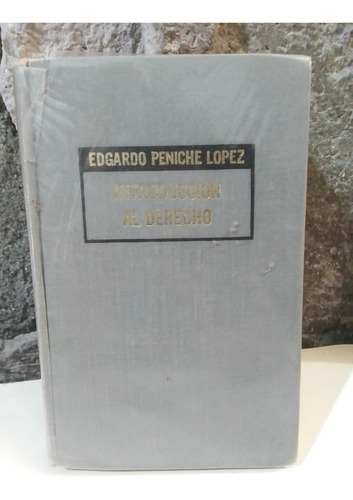 EDGARDO PENICHE LOPEZ
INTRODUCCION
AL DERECHO